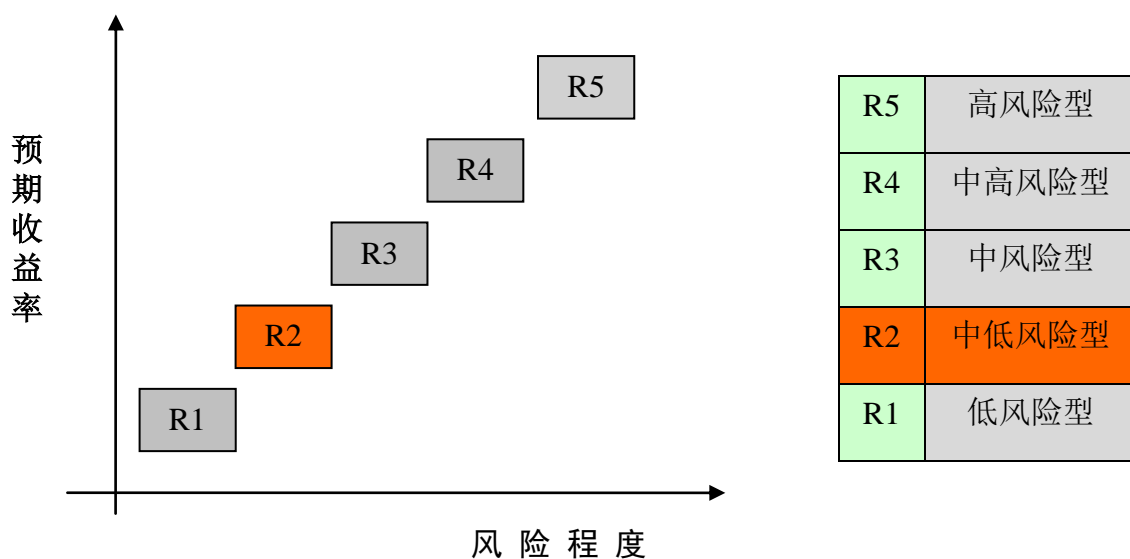 预期收益率
R5
R4
R3
R2
R1
风 险 程 度
R5 高风险型
R4 中高风险型
R3 中风险型
R2 中低风险型
R1 低风险型